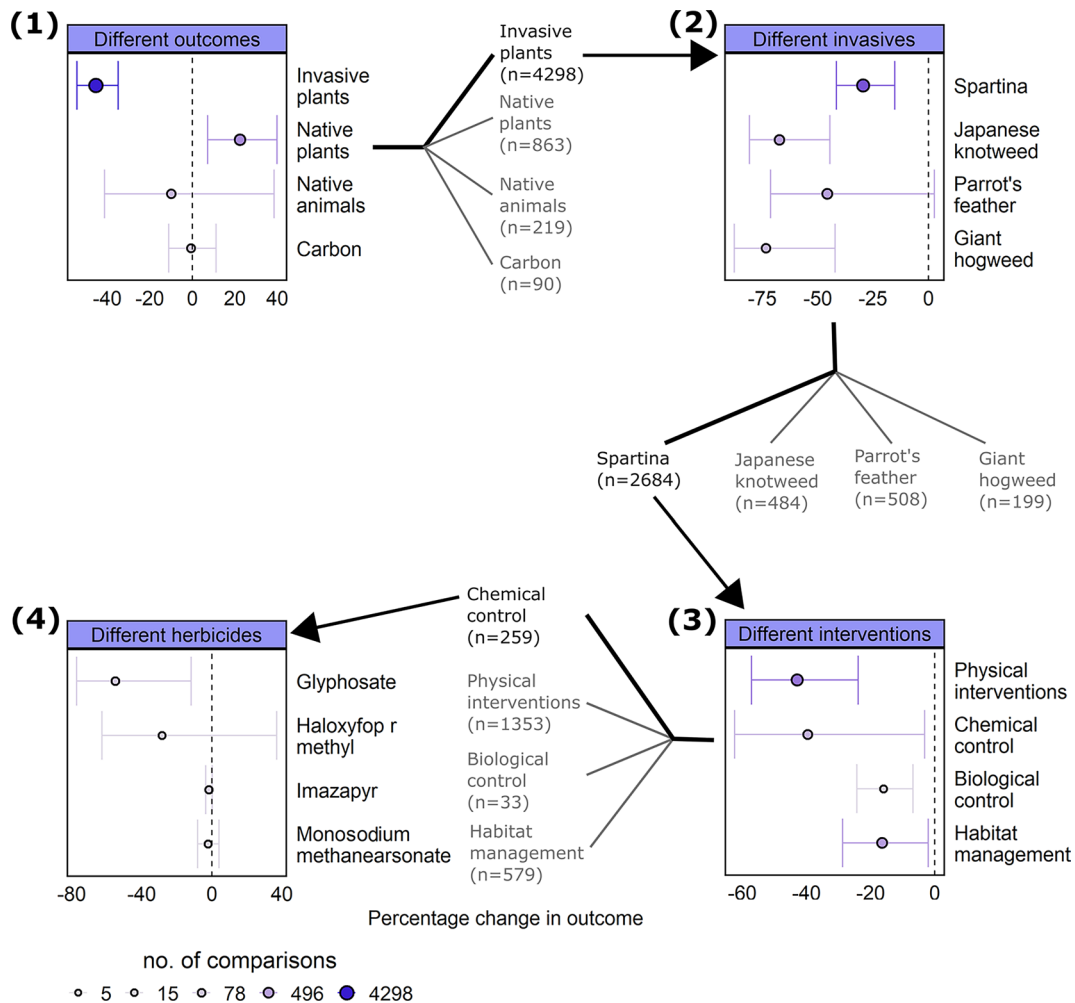 (1)
Different outcomes
Invasive
plants
Native
plants
Native
animals
Carbon
-40 -20 0 20 40
Invasive
plants
(n=4298)
Native
plants
(n=863)
Native
animals
(n=219)
Carbon
(n=90)
(2)
Different invasives
Spartina
Japanese
knotweed
Parrot's
feather
Giant
hogweed
-75 -50 -25 0
Spartina
(n=2684)
Japanese
knotweed
(n=484)
Parrot's
feather
(n=508)
Giant
hogweed
(n=199)
(3)
Different interventions
Physical
interventions
Chemical
control
Biological
control
Habitat
management
-60 -40 -20 0
Chemical
control
(n=259)
Physical
interventions
(n=1353)
Biological
control
(n=33)
Habitat
management
(n=579)
(4)
Different herbicides
Glyphosate
Haloxyfop r
methyl
Imazapyr
Monosodium
methanearsonate
-80 -40 0 40
Percentage change in outcome
no. of comparisons
5 15 78 496 4298